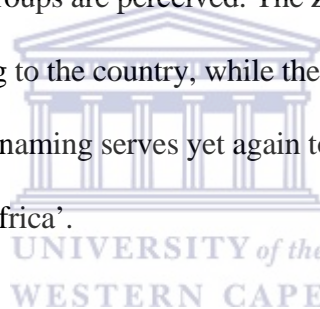 groups are perceived. The
g to the country, while the
naming serves yet again to
frica’.
UNIVERSITY of the
WESTERN CAPE